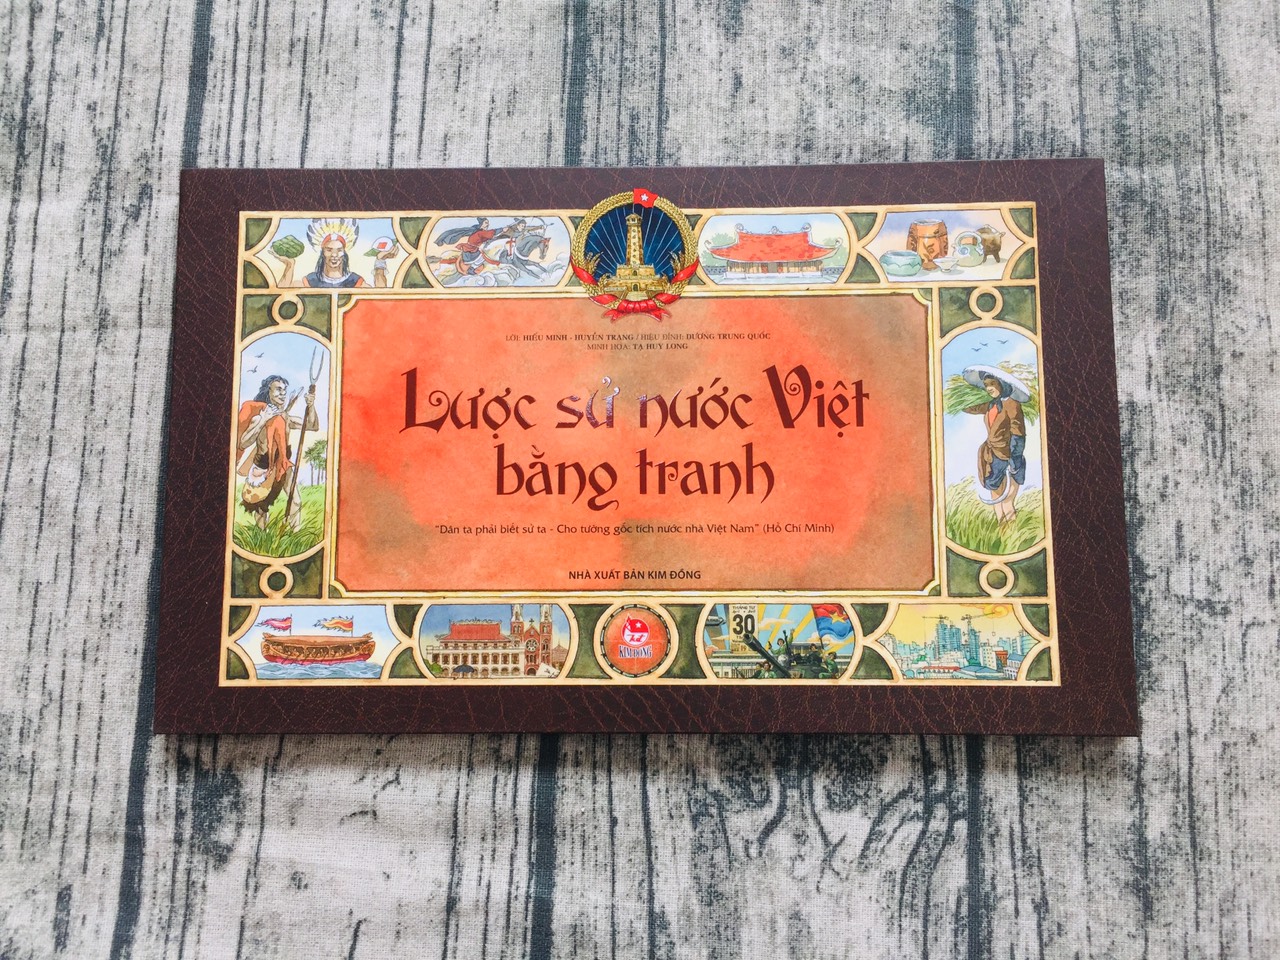 LỜI: HIẾU MINH - HUYỀN TRANG / HIỆU ĐÍNH: DƯƠNG TRUNG QUỐC
MINH HỌA: TẠ HUY LONG
Lược sử nước Việt
bằng tranh
"Dân ta phải biết sử ta - Cho tường gốc tích nước nhà Việt Nam" (Hồ Chí Minh)
NHÀ XUẤT BẢN KIM ĐỒNG
KIM ĐỒNG
30